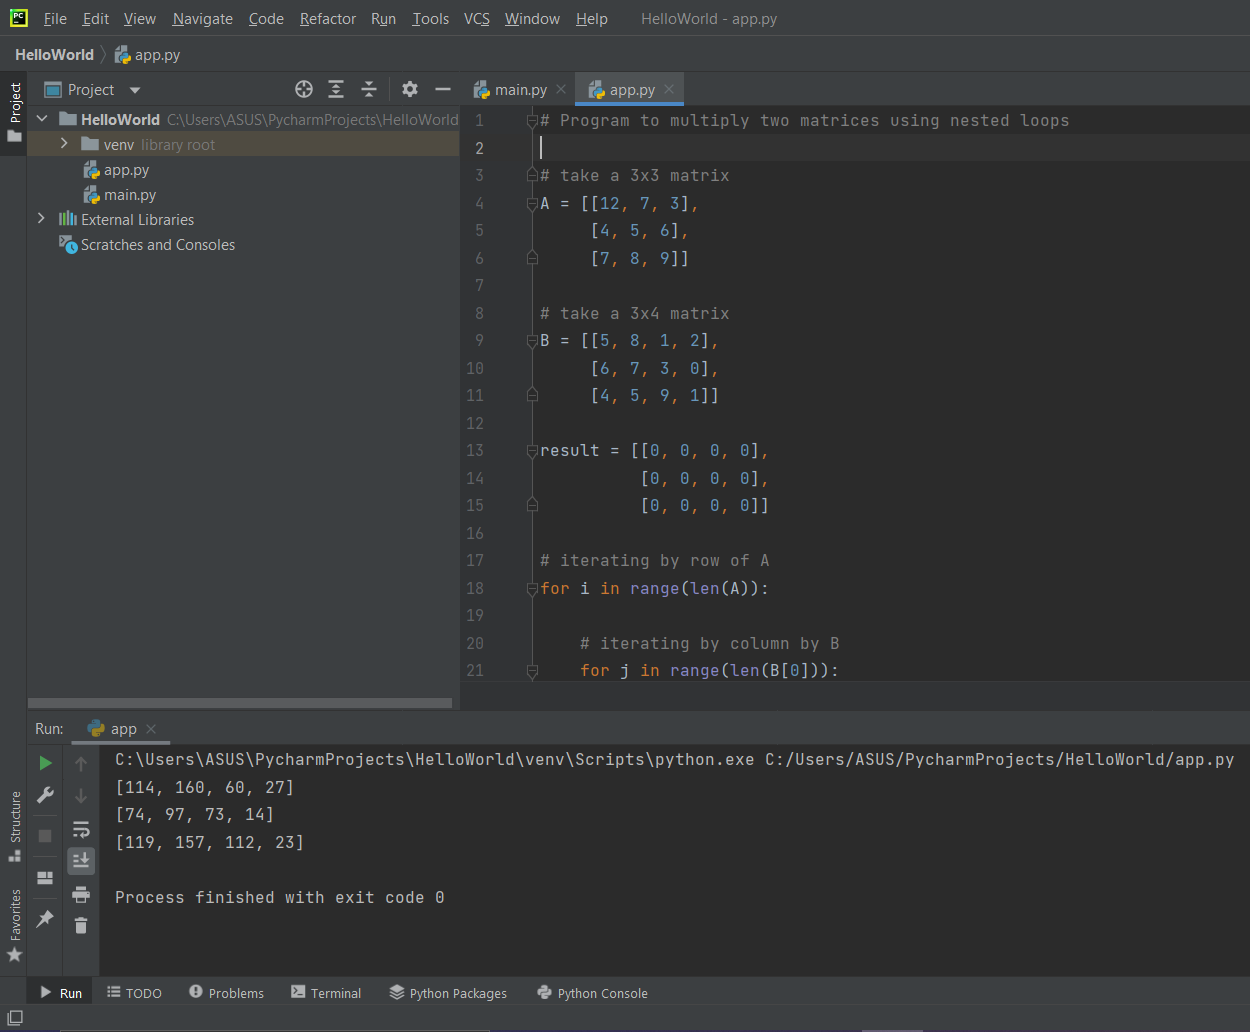 PC File Edit View Navigate Code Refactor Run Tools VCS Window Help HelloWorld - app.py
HelloWorld app.py
Project
Project
main.py app.py
HelloWorld C:\Users\ASUS\PycharmProjects\HelloWorld
venv library root
app.py
main.py
External Libraries
Scratches and Consoles
1 # Program to multiply two matrices using nested loops
2
3 # take a 3x3 matrix
4 A = [[12, 7, 3],
5 [4, 5, 6],
6 [7, 8, 9]]
7
8 # take a 3x4 matrix
9 B = [[5, 8, 1, 2],
10 [6, 7, 3, 0],
11 [4, 5, 9, 1]]
12
13 result = [[0, 0, 0, 0],
14 [0, 0, 0, 0],
15 [0, 0, 0, 0]]
16
17 # iterating by row of A
18 for i in range(len(A)):
19
20 # iterating by column by B
21 for j in range(len(B[0])):
Run: app
C:\Users\ASUS\PycharmProjects\HelloWorld\venv\Scripts\python.exe C:/Users/ASUS/PycharmProjects/HelloWorld/app.py
[114, 160, 60, 27]
[74, 97, 73, 14]
[119, 157, 112, 23]
Process finished with exit code 0
Structure
Favorites
Run TODO Problems Terminal Python Packages Python Console